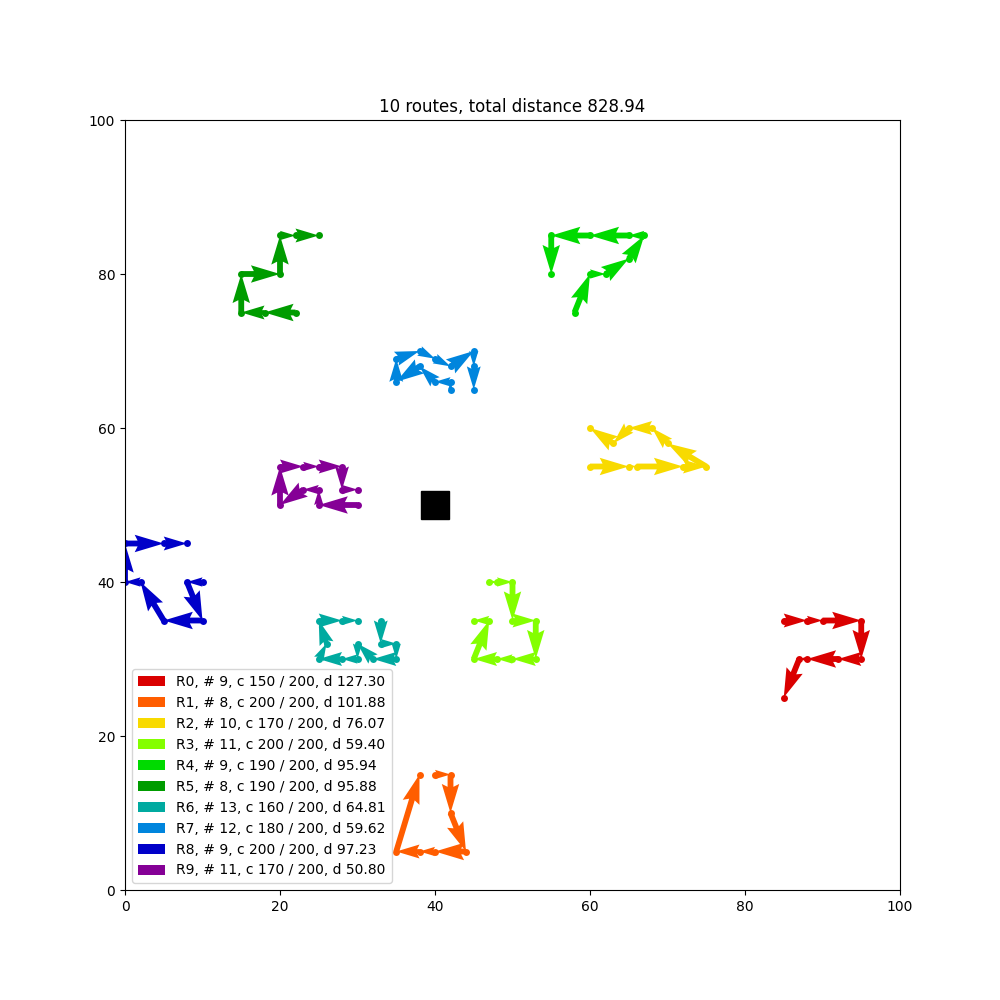 10 routes, total distance 828.94
100
80
60
40
20
0
R0, # 9, c 150 / 200, d 127.30
R1, # 8, c 200 / 200, d 101.88
R2, # 10, c 170 / 200, d 76.07
R3, # 11, c 200 / 200, d 59.40
R4, # 9, c 190 / 200, d 95.94
R5, # 8, c 190 / 200, d 95.88
R6, # 13, c 160 / 200, d 64.81
R7, # 12, c 180 / 200, d 59.62
R8, # 9, c 200 / 200, d 97.23
R9, # 11, c 170 / 200, d 50.80
0 20 40 60 80 100